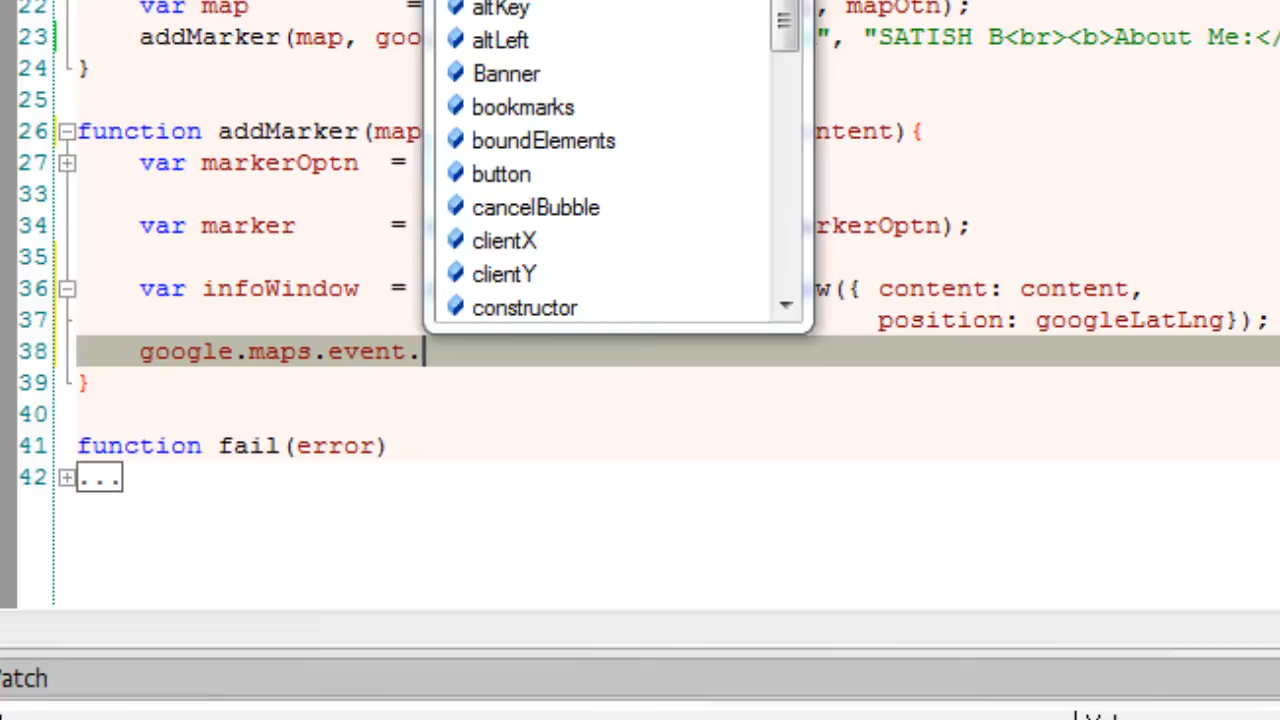 22 var map = , mapOtn);
23 addMarker(map, goo ", "SATISH B<br><b>About Me:</
24 }
25
26 function addMarker(map ntent){
27 var markerOptn =
33
34 var marker = rkerOptn);
35
36 var infoWindow = w({ content: content,
37 position: googleLatLng});
38 google.maps.event.
39 }
40
41 function fail(error)
42 ...
altKey
altLeft
Banner
bookmarks
boundElements
button
cancelBubble
clientX
clientY
constructor
atch